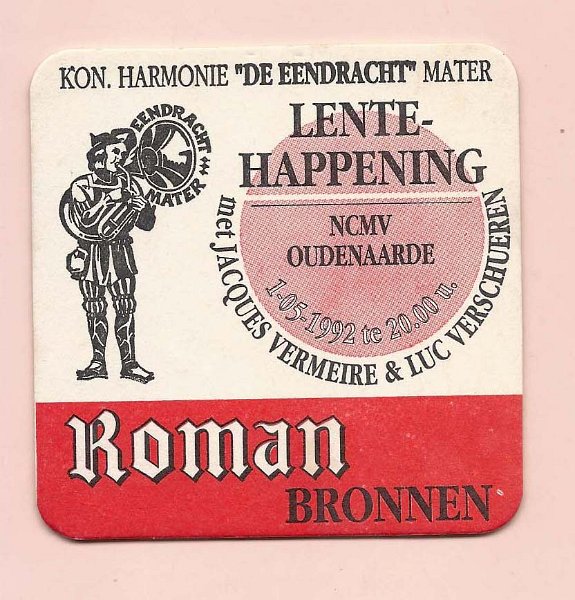 KON. HARMONIE "DE EENDRACHT" MATER
EENDRACHT
MATER
LENTE-
HAPPENING
NCMV
OUDENAARDE
1-05-1992 te 20.00 u.
met JACQUES VERMEIRE & LUC VERSCHUEREN
Roman
BRONNEN